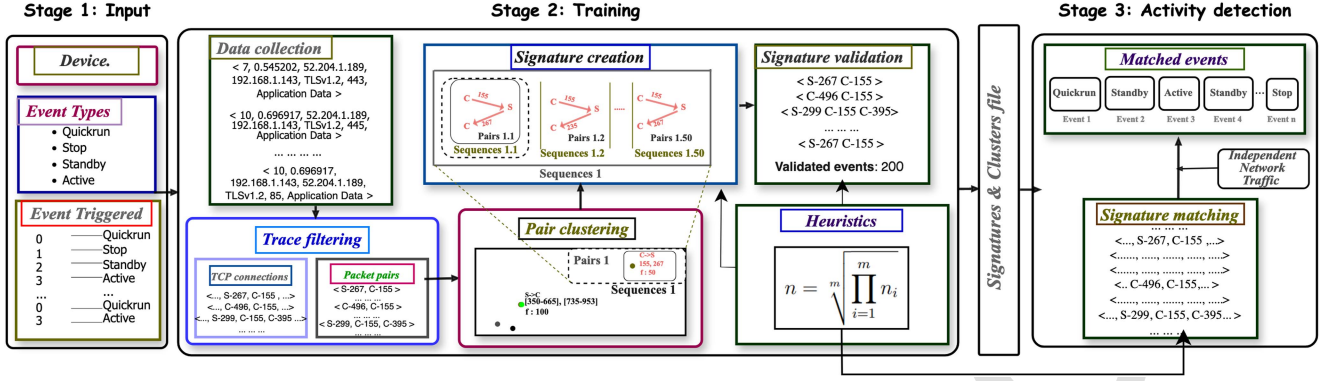 Stage 1: Input
Device.
Event Types
• Quickrun
• Stop
• Standby
• Active
Event Triggered
0 Quickrun
1 Stop
2 Standby
3 Active
... ...
0 Quickrun
3 Active
Stage 2: Training
Data collection
< 7, 0.545202, 52.204.1.189,
192.168.1.143, TLSv1.2, 443,
Application Data >
< 10, 0.696917, 52.204.1.189,
192.168.1.143, TLSv1.2, 445,
Application Data >
... ... ... ...
< 10, 0.696917,
192.168.1.143, 52.204.1.189,
TLSv1.2, 85, Application Data >
Trace filtering
TCP connections
<..., S-267, C-155 , ...>
<..., C-496, C-155, ...>
<..., S-299, C-155, C-395 ...>
... ... ...
Packet pairs
< S-267, C-155 >
... ... ...
< C-496, C-155 >
... ... ...
< S-299, C-155, C-395 >
... ... ...
Signature creation
C 155 S
C 267
Pairs 1.1
Sequences 1.1
C 155 S
C 235
Pairs 1.2
Sequences 1.2
.....
C 155 S
C 267
Pairs 1.50
Sequences 1.50
Sequences 1
Pair clustering
Pairs 1
C->S
155, 267
f : 50
Sequences 1
S->C
[350-665], [735-953]
f : 100
Signature validation
< S-267 C-155 >
< C-496 C-155 >
< S-299 C-155 C-395>
... ... ...
< S-267 C-155 >
Validated events: 200
Heuristics
n = m√∏ᵢ₌₁ᵐ nᵢ
Signatures & Clusters file
Stage 3: Activity detection
Matched events
Quickrun Standby Active Standby ... Stop
Event 1 Event 2 Event 3 Event 4 Event n
Independent
Network
Traffic
Signature matching
... ... ...
<..., S-267, C-155 ,...>
<...., ....., ....., ....., ....>
<...., ....., ....., ....., ....>
<.. C-496, C-155,... >
<......, ....., ....., ....., ....>
<..., S-299, C-155, C-395... >
... ... ...